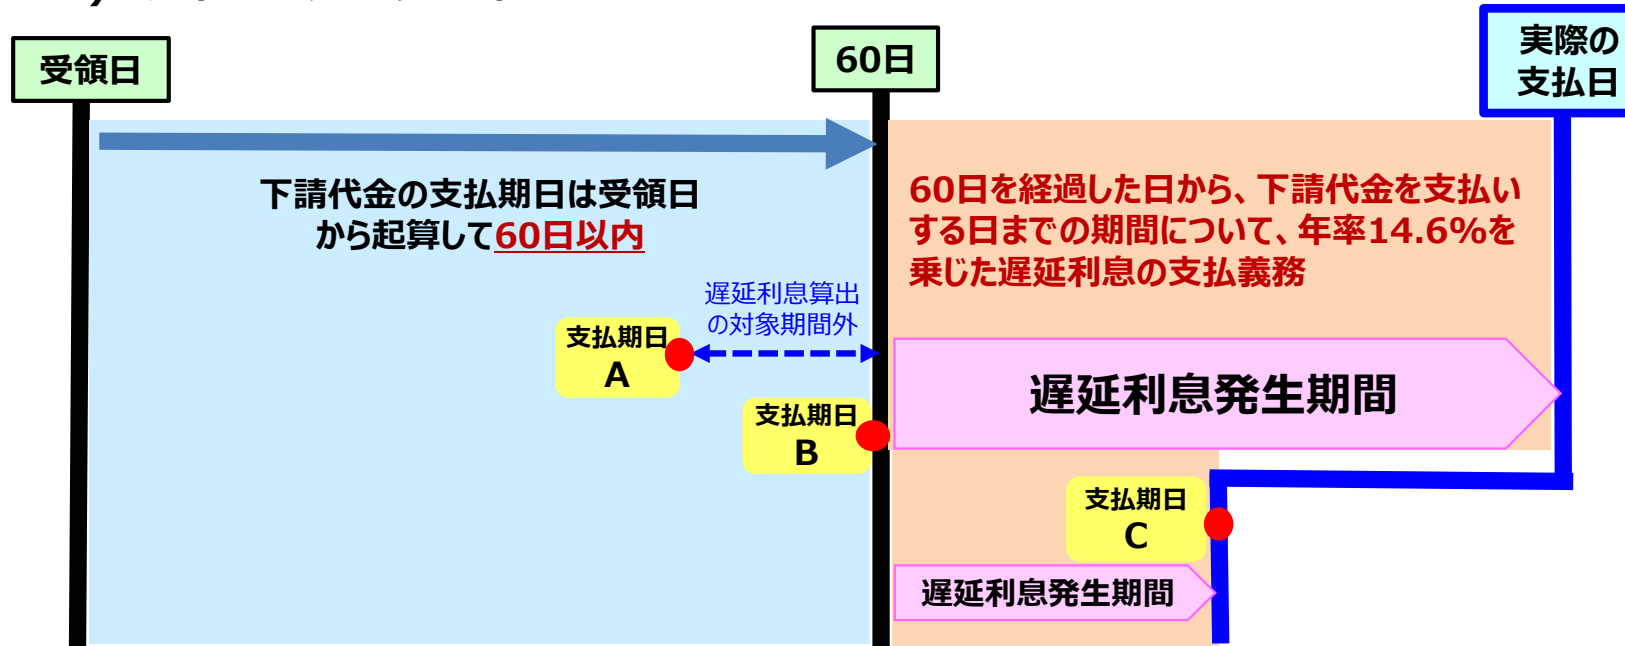 受領日
60日
実際の
支払日
下請代金の支払期日は受領日
から起算して60日以内
60日を経過した日から、下請代金を支払い
する日までの期間について、年率14.6%を
乗じた遅延利息の支払義務
遅延利息算出
の対象期間外
支払期日
A
遅延利息発生期間
支払期日
B
支払期日
C
遅延利息発生期間